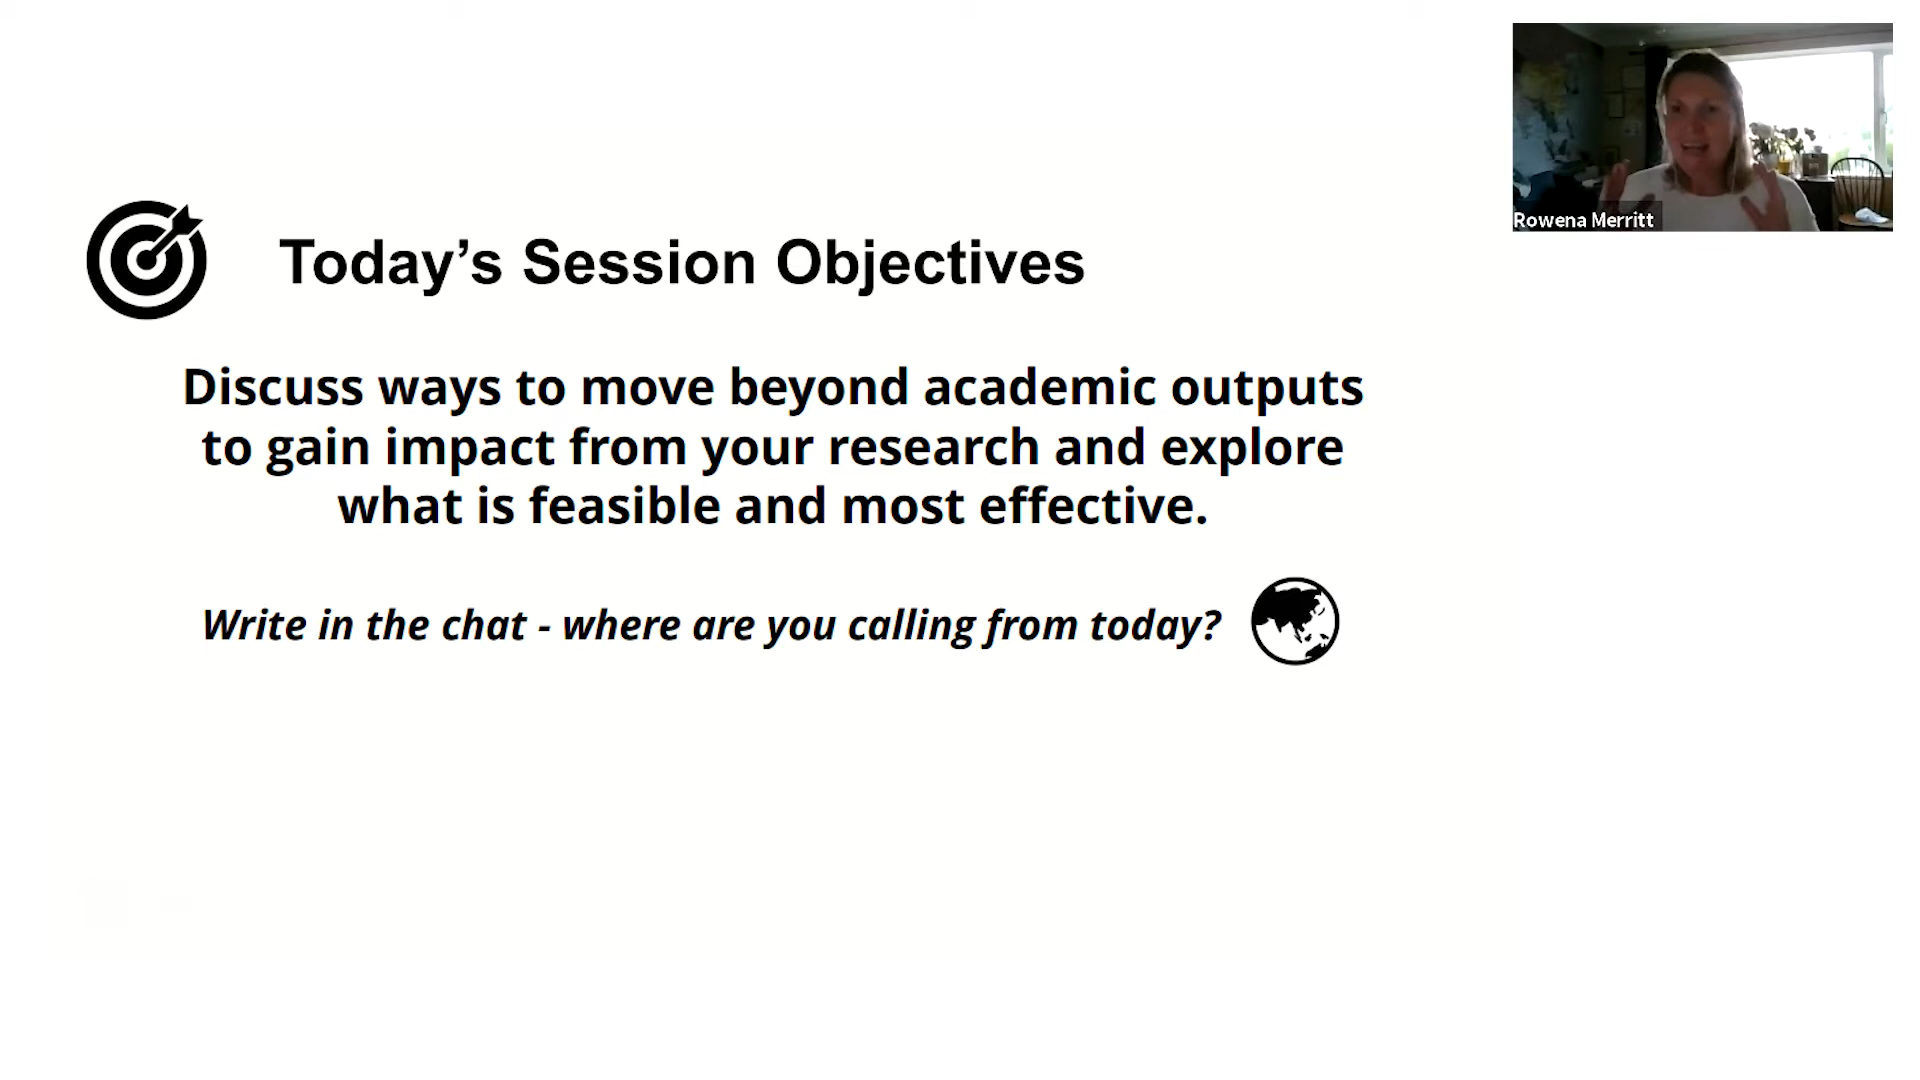 Rowena Merritt
Today’s Session Objectives
Discuss ways to move beyond academic outputs
to gain impact from your research and explore
what is feasible and most effective.
Write in the chat - where are you calling from today?